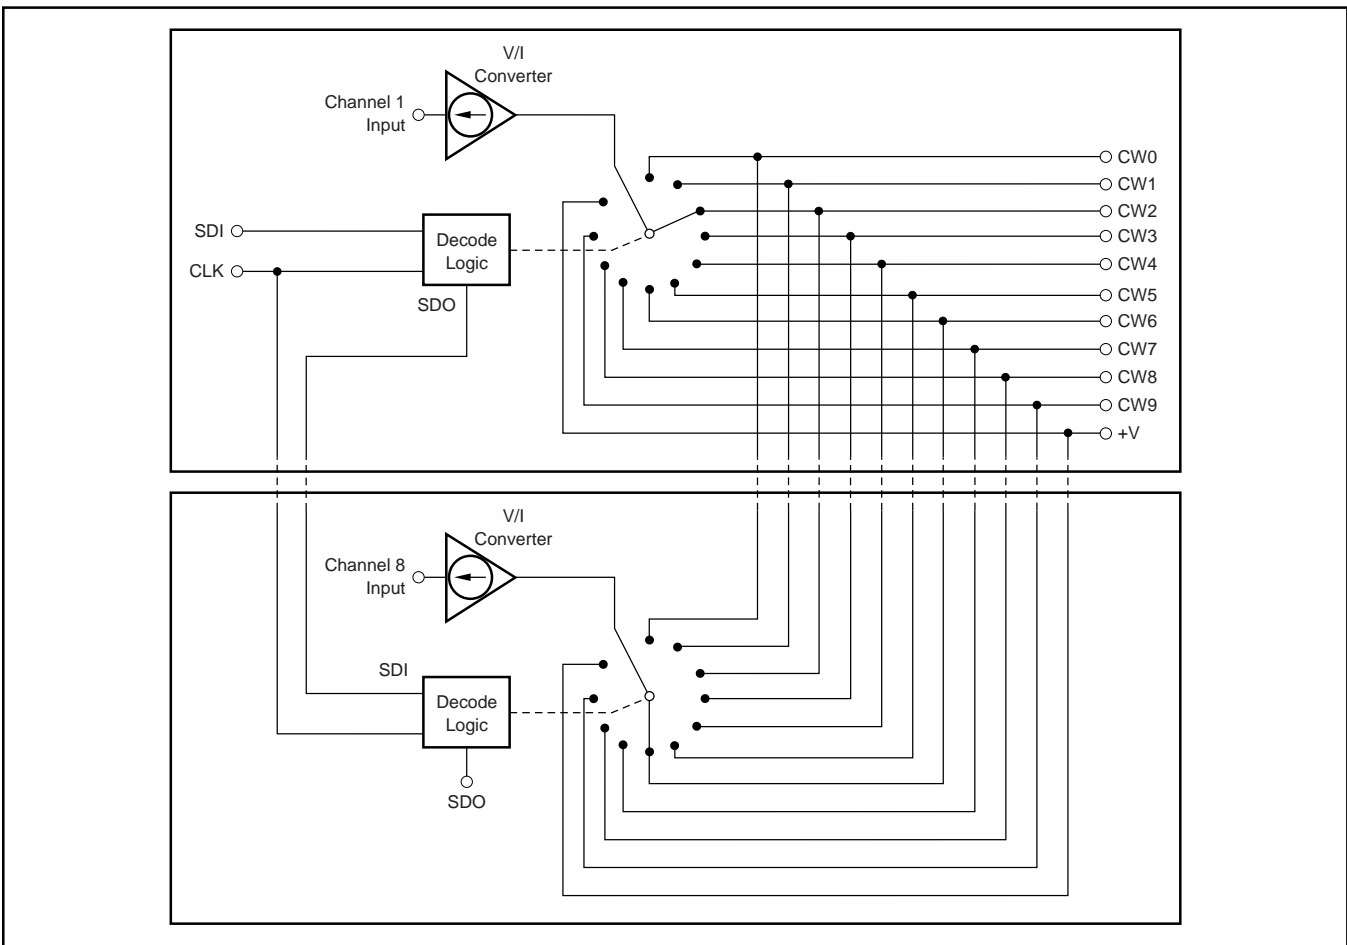 V/I
Converter
Channel 1
Input
CW0
CW1
CW2
SDI
CW3
Decode
Logic
CLK
CW4
SDO
CW5
CW6
CW7
CW8
CW9
+V
V/I
Converter
Channel 8
Input
SDI
Decode
Logic
SDO